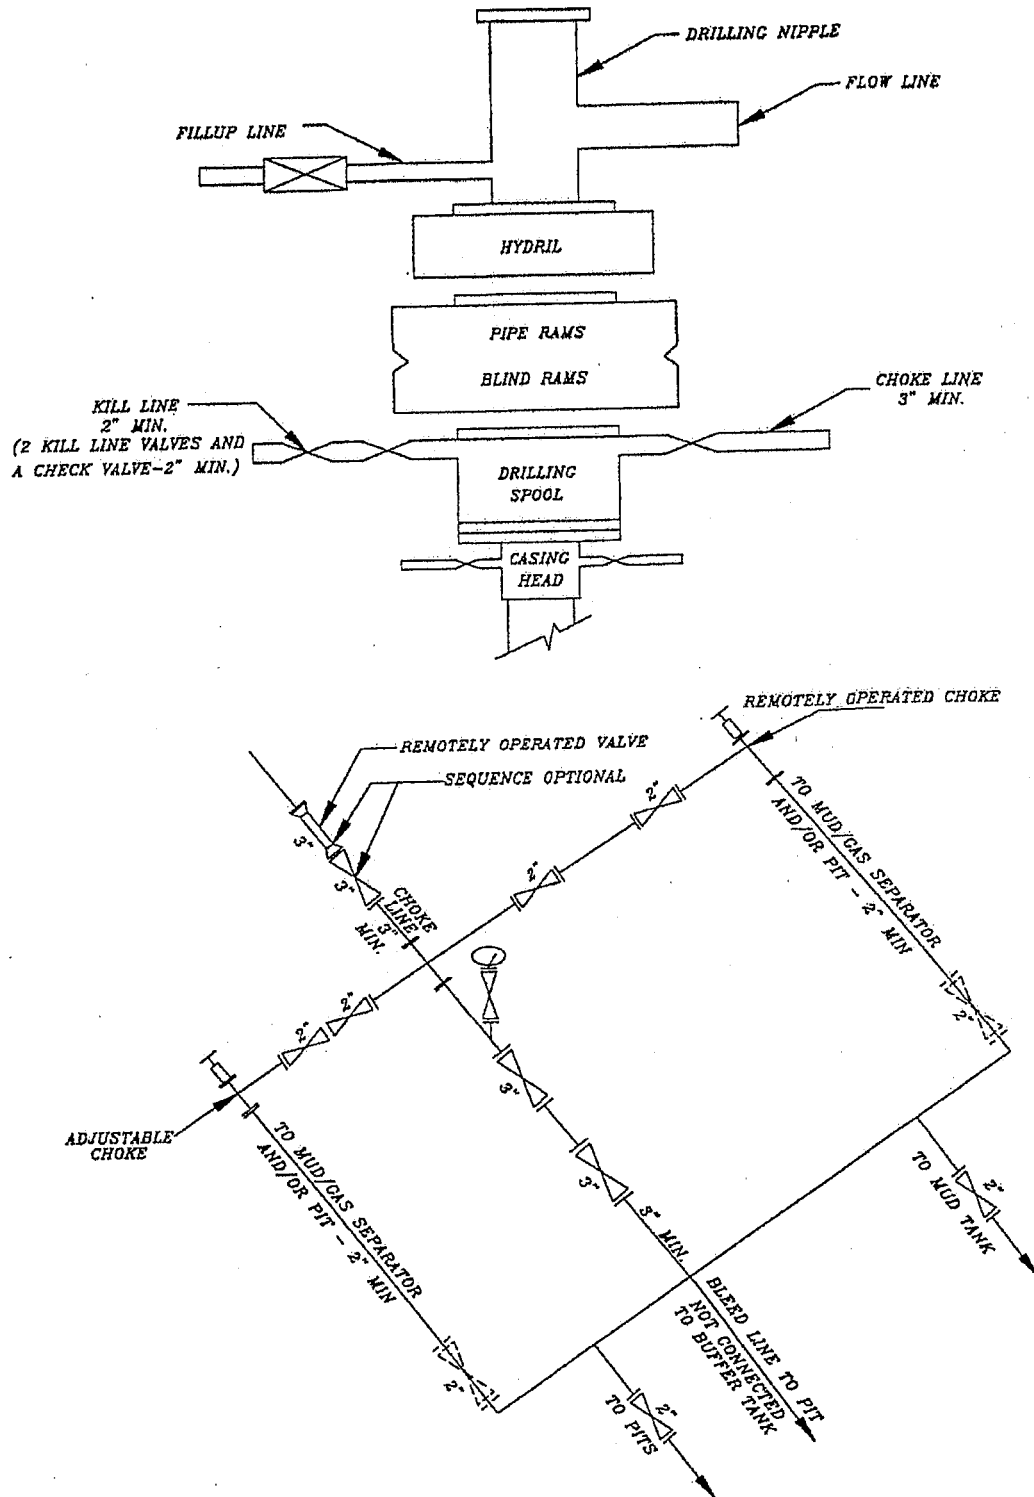 DRILLING NIPPLE
FLOW LINE
FILLUP LINE
HYDRIL
PIPE RAMS
BLIND RAMS
CHOKE LINE
3" MIN.
KILL LINE
2" MIN.
(2 KILL LINE VALVES AND
A CHECK VALVE-2" MIN.)
DRILLING
SPOOL
CASING
HEAD
REMOTELY OPERATED CHOKE
REMOTELY OPERATED VALVE
SEQUENCE OPTIONAL
3"
3"
CHOKE
LINE
3"
MIN.
2"
2"
TO MUD/GAS SEPARATOR
AND/OR PIT - 2" MIN
2"
2"
2"
ADJUSTABLE
CHOKE
TO MUD/GAS SEPARATOR
AND/OR PIT - 2" MIN
2"
3"
3"
3" MIN.
BLEED LINE TO PIT
NOT CONNECTED
TO BUFFER TANK
2"
TO MUD TANK
2"
TO PITS